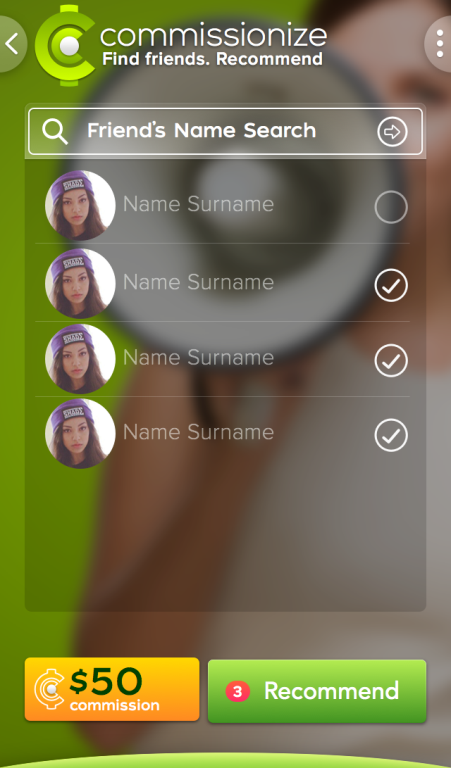 commissionize
Find friends. Recommend
Friend's Name Search
SHADY
Name Surname
SHADY
Name Surname
SHADY
Name Surname
SHADY
Name Surname
$50
commission
3 Recommend